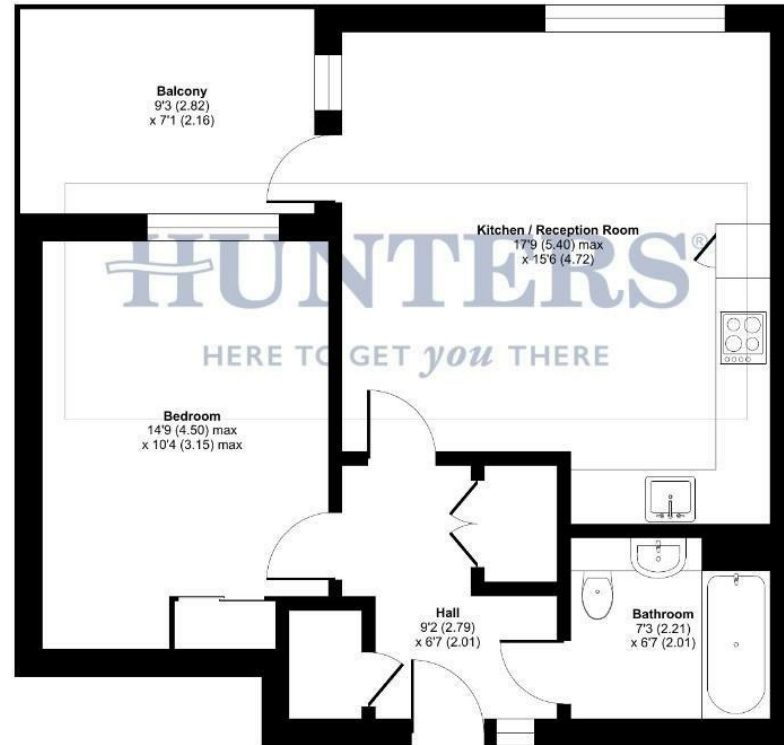 Balcony
9'3 (2.82)
x 7'1 (2.16)
Kitchen / Reception Room
17'9 (5.40) max
x 15'6 (4.72)
HUNTERS®
HERE TO GET you THERE
Bedroom
14'9 (4.50) max
x 10'4 (3.15) max
Hall
9'2 (2.79)
x 6'7 (2.01)
Bathroom
7'3 (2.21)
x 6'7 (2.01)